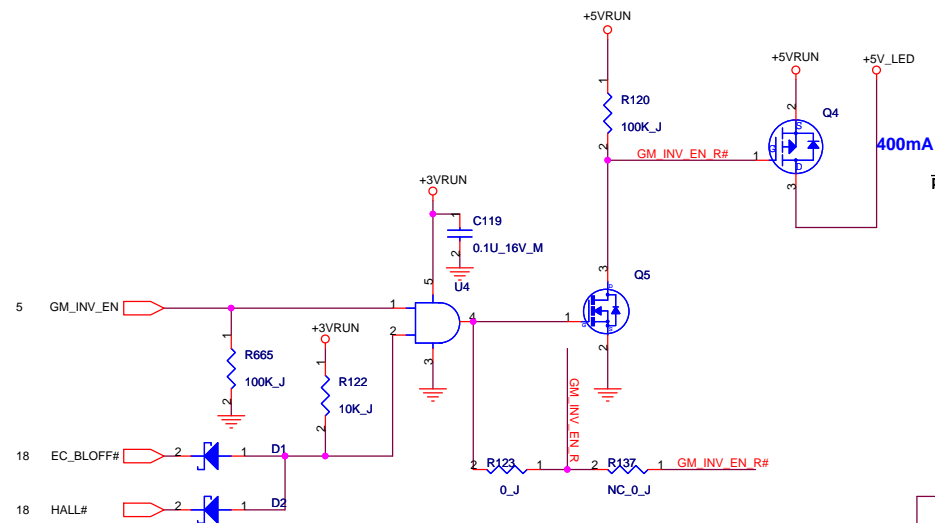 +5VRUN
1
R120
100K_J
2
GM_INV_EN_R#
1
+5VRUN
+5V_LED
2
Q4
S
G
D
3
400mA
+3VRUN
1
C119
0.1U_16V_M
2
5
U4
5 GM_INV_EN
1
2
4
3
1
R665
100K_J
2
+3VRUN
1
R122
10K_J
2
3
Q5
1
2
GM_INV_EN_R
18 EC_BLOFF# 2 1 D1
18 HALL# 2 1 D2
2 R123 1
0_J
2 R137 1
NC_0_J
GM_INV_EN_R#